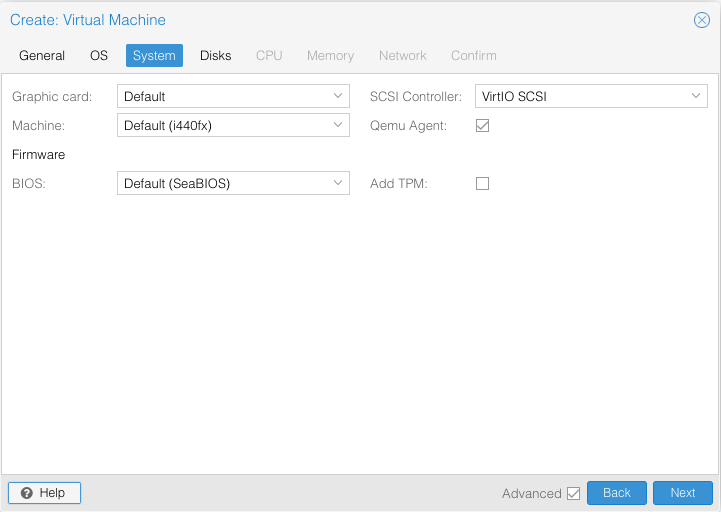 Create: Virtual Machine
General OS System Disks CPU Memory Network Confirm
Graphic card: Default SCSI Controller: VirtIO SCSI
Machine: Default (i440fx) Qemu Agent:
Firmware
BIOS: Default (SeaBIOS) Add TPM:
Help Advanced Back Next